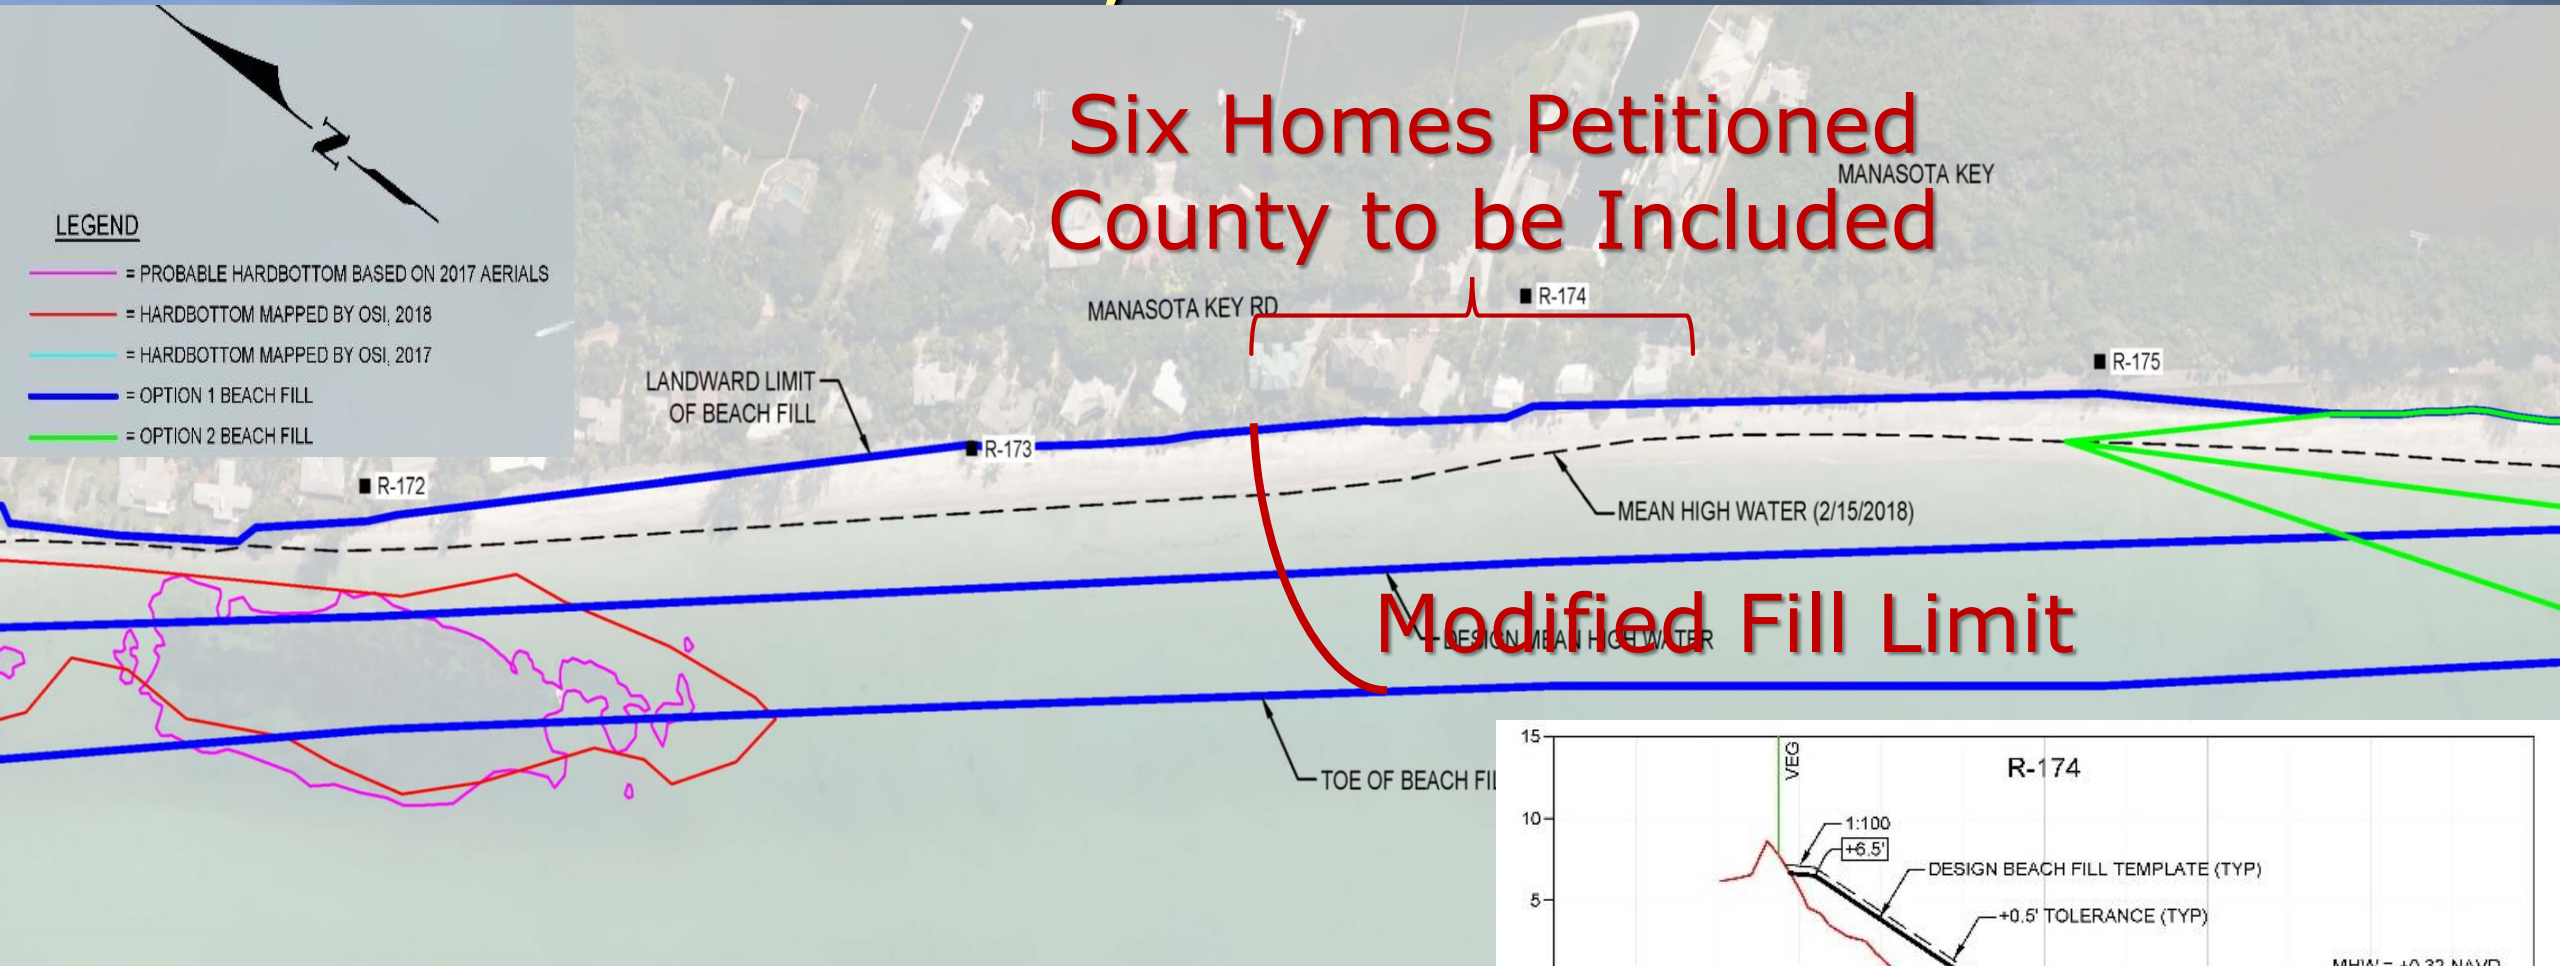 N
LEGEND
= PROBABLE HARDBOTTOM BASED ON 2017 AERIALS
= HARDBOTTOM MAPPED BY OSI, 2018
= HARDBOTTOM MAPPED BY OSI, 2017
= OPTION 1 BEACH FILL
= OPTION 2 BEACH FILL
Six Homes Petitioned
County to be Included
MANASOTA KEY
MANASOTA KEY RD
R-174
R-175
LANDWARD LIMIT
OF BEACH FILL
R-173
R-172
MEAN HIGH WATER (2/15/2018)
Modified Fill Limit
DESIGN MEAN HIGH WATER
TOE OF BEACH
15
VEG
R-174
10
1:100
+6.5'
DESIGN BEACH FILL TEMPLATE (TYP)
5
+0.5' TOLERANCE (TYP)
MHW = +0.32 NAVD